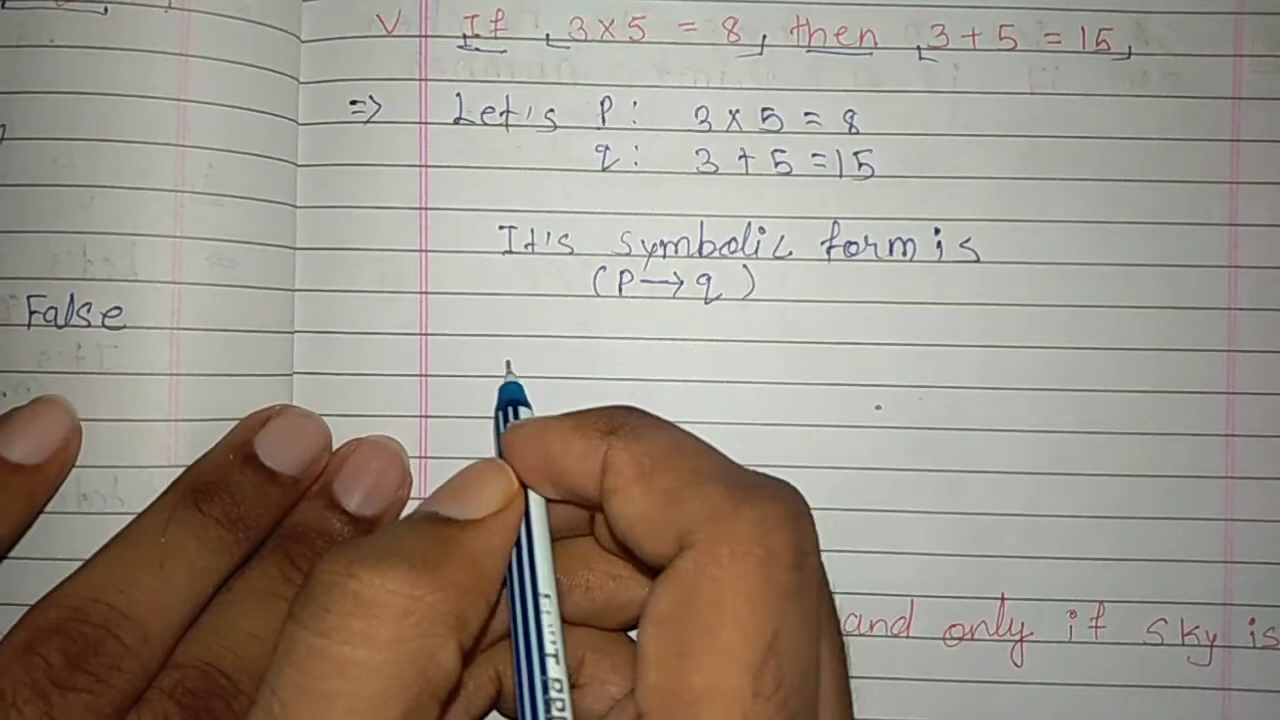 V If 3×5 = 8, then 3+5 = 15,
=> Let's P: 3×5=8
q: 3+5=15
It's symbolic form is
(P→q)
False
and only if sky is